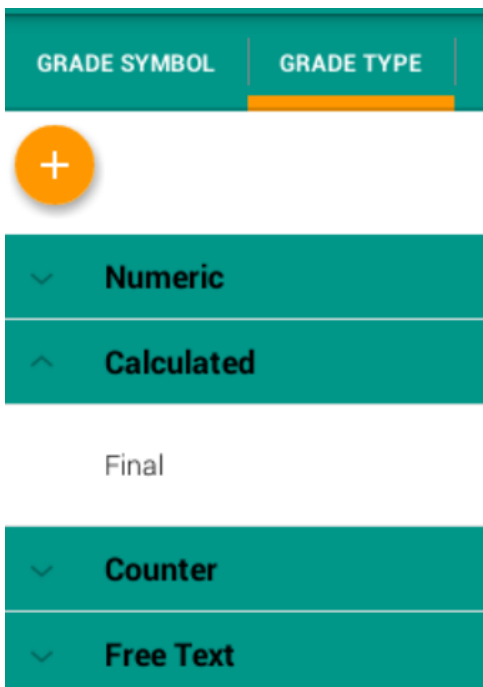 GRADE SYMBOL GRADE TYPE
+
Numeric
Calculated
Final
Counter
Free Text